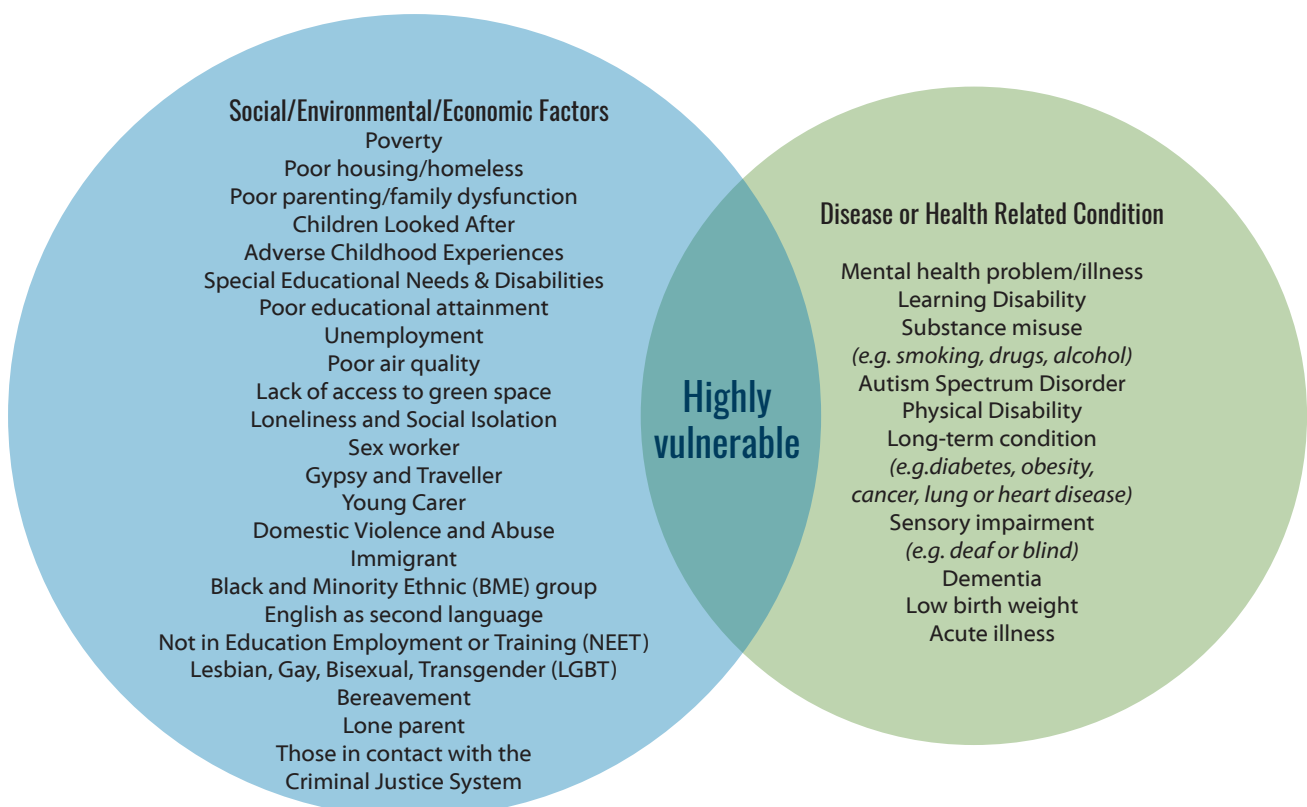 Social/Environmental/Economic Factors
Poverty
Poor housing/homeless
Poor parenting/family dysfunction
Children Looked After
Adverse Childhood Experiences
Special Educational Needs & Disabilities
Poor educational attainment
Unemployment
Poor air quality
Lack of access to green space
Loneliness and Social Isolation
Sex worker
Gypsy and Traveller
Young Carer
Domestic Violence and Abuse
Immigrant
Black and Minority Ethnic (BME) group
English as second language
Not in Education Employment or Training (NEET)
Lesbian, Gay, Bisexual, Transgender (LGBT)
Bereavement
Lone parent
Those in contact with the
Criminal Justice System
Highly
vulnerable
Disease or Health Related Condition
Mental health problem/illness
Learning Disability
Substance misuse
(e.g. smoking, drugs, alcohol)
Autism Spectrum Disorder
Physical Disability
Long-term condition
(e.g.diabetes, obesity,
cancer, lung or heart disease)
Sensory impairment
(e.g. deaf or blind)
Dementia
Low birth weight
Acute illness